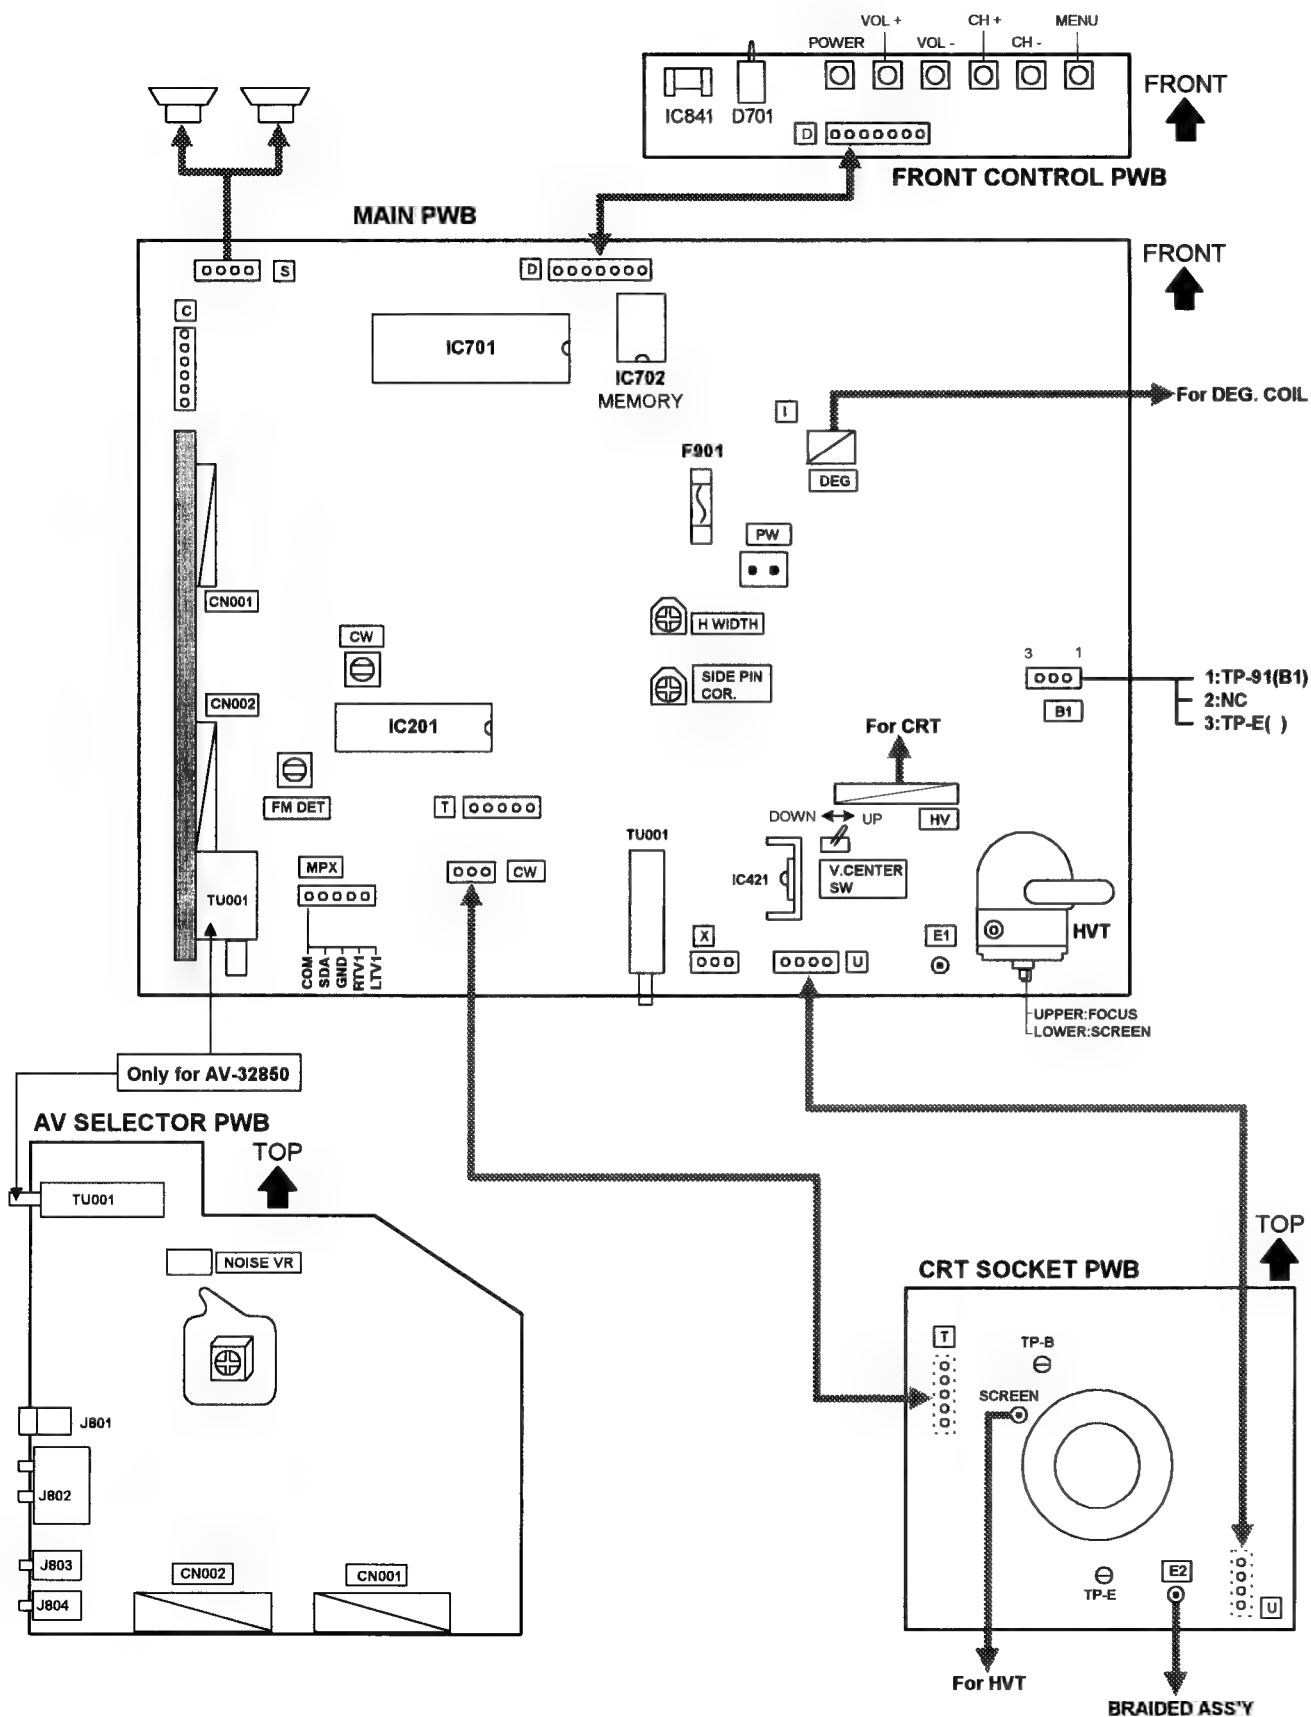 VOL +
CH +
MENU
POWER
VOL -
CH -
IC841
D701
D
FRONT
FRONT CONTROL PWB
MAIN PWB
FRONT
S
D
C
IC701
IC702
MEMORY
I
For DEG. COIL
F901
DEG
PW
CN001
H WIDTH
CW
SIDE PIN
COR.
3
1
1:TP-91(B1)
2:NC
3:TP-E( )
B1
CN002
IC201
For CRT
FM DET
T
DOWN
UP
HV
TU001
MPX
CW
IC421
V.CENTER
SW
TU001
X
U
E1
HVT
COM
SDA
GND
RTV1
LTV1
UPPER:FOCUS
LOWER:SCREEN
Only for AV-32850
AV SELECTOR PWB
TOP
TU001
NOISE VR
TOP
CRT SOCKET PWB
T
TP-B
SCREEN
J801
J802
J803
J804
CN002
CN001
TP-E
E2
U
For HVT
BRAIDED ASS'Y